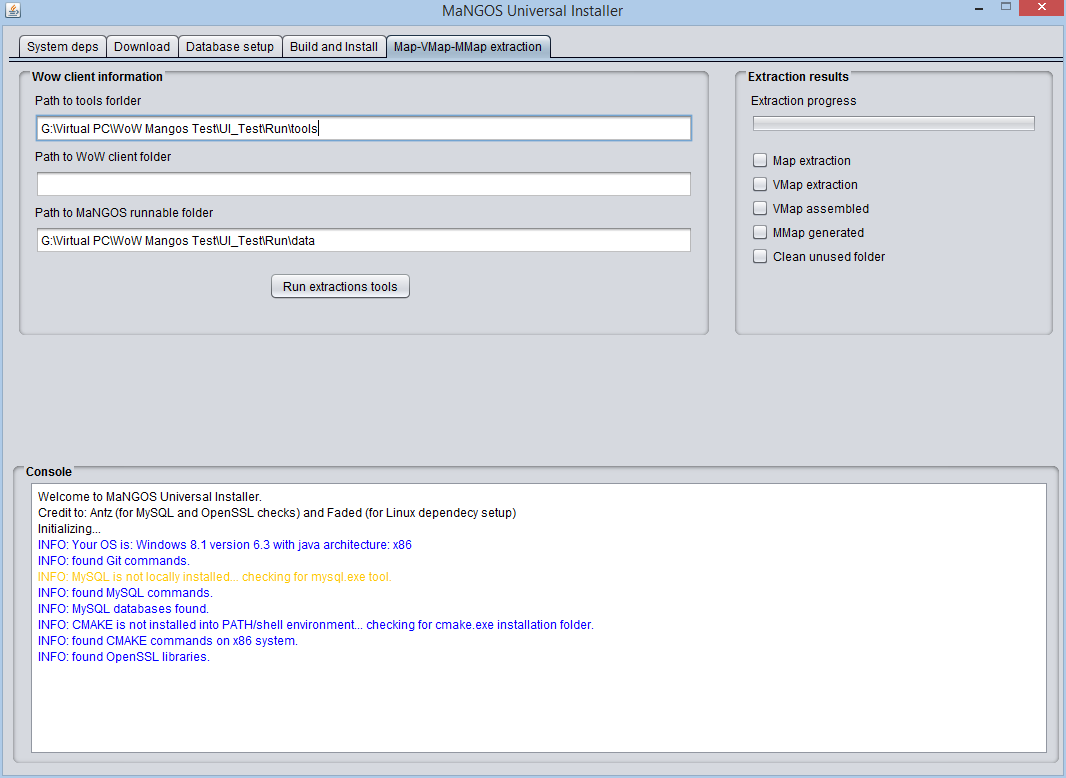 MaNGOS Universal Installer
System deps Download Database setup Build and Install Map-VMap-MMap extraction
Wow client information
Path to tools forlder
G:\Virtual PC\WoW Mangos Test\UI_Test\Run\tools
Path to WoW client folder
Path to MaNGOS runnable folder
G:\Virtual PC\WoW Mangos Test\UI_Test\Run\data
Run extractions tools
Extraction results
Extraction progress
Map extraction
VMap extraction
VMap assembled
MMap generated
Clean unused folder
Console
Welcome to MaNGOS Universal Installer.
Credit to: Antz (for MySQL and OpenSSL checks) and Faded (for Linux dependecy setup)
Initializing...
INFO: Your OS is: Windows 8.1 version 6.3 with java architecture: x86
INFO: found Git commands.
INFO: MySQL is not locally installed... checking for mysql.exe tool.
INFO: found MySQL commands.
INFO: MySQL databases found.
INFO: CMAKE is not installed into PATH/shell environment... checking for cmake.exe installation folder.
INFO: found CMAKE commands on x86 system.
INFO: found OpenSSL libraries.